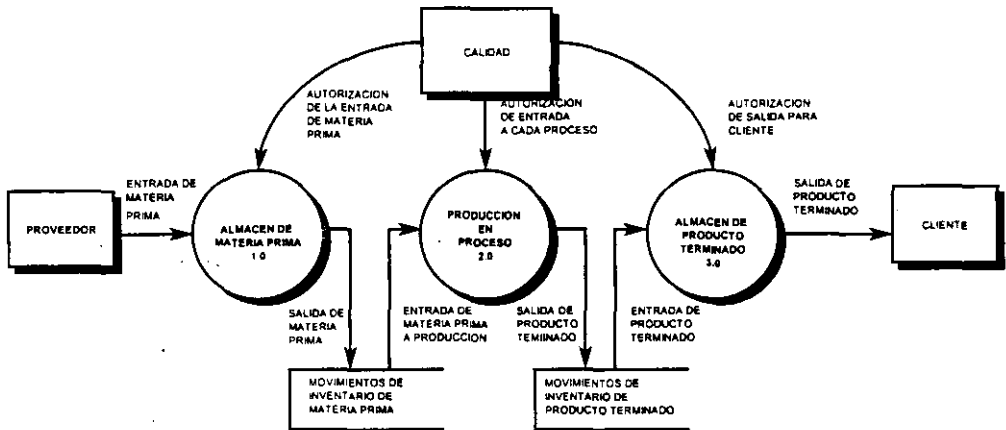 CALIDAD
AUTORIZACION
DE LA ENTRADA
DE MATERIA
PRIMA
AUTORIZACION
DE ENTRADA
A CADA PROCESO
AUTORIZACION
DE SALIDA PARA
CLIENTE
PROVEEDOR
ENTRADA DE
MATERIA
PRIMA
ALMACEN DE
MATERIA PRIMA
1.0
PRODUCCION
EN
PROCESO
2.0
ALMACEN DE
PRODUCTO
TERMINADO
3.0
SALIDA DE
PRODUCTO
TERMINADO
CLIENTE
SALIDA DE
MATERIA
PRIMA
ENTRADA DE
MATERIA PRIMA
A PRODUCCION
SALIDA DE
PRODUCTO
TEMIINADO
ENTRADA DE
PRODUCTO
TERMINADO
MOVIMIENTOS DE
INVENTARIO DE
MATERIA PRIMA
MOVIMIENTOS DE
INVENTARIO DE
PRODUCTO TERMINADO